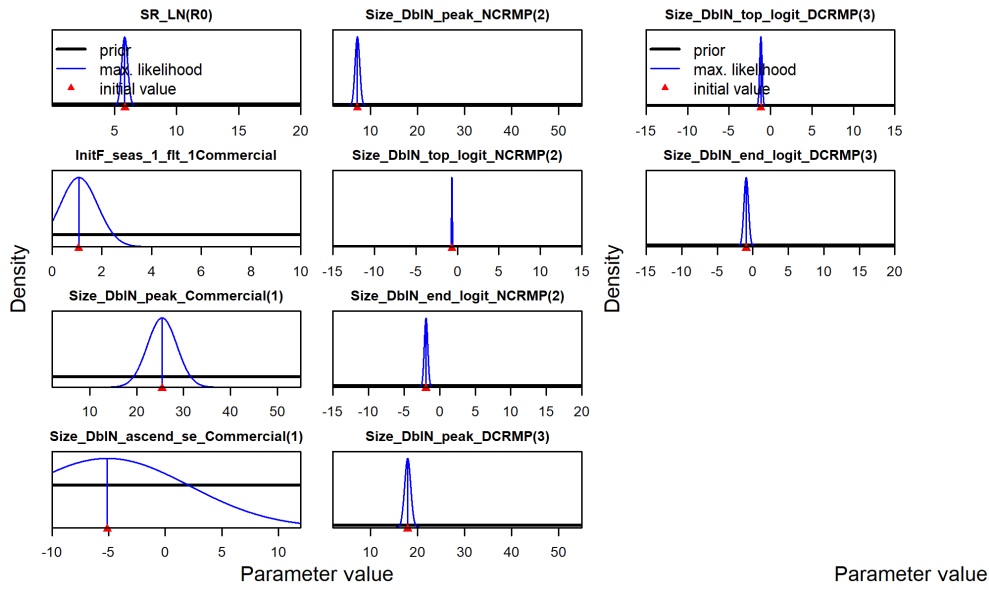 SR_LN(R0)
prior
max. likelihood
initial value
5 10 15 20
InitF_seas_1_flt_1Commercial
0 2 4 6 8 10
Size_DblN_peak_Commercial(1)
10 20 30 40 50
Size_DblN_ascend_se_Commercial(1)
-10 -5 0 5 10
Size_DblN_peak_NCRMP(2)
10 20 30 40 50
Size_DblN_top_logit_NCRMP(2)
-15 -10 -5 0 5 10 15
Size_DblN_end_logit_NCRMP(2)
-15 -10 -5 0 5 10 15 20
Size_DblN_peak_DCRMP(3)
10 20 30 40 50
Density
Parameter value
Size_DblN_top_logit_DCRMP(3)
prior
max. likelihood
initial value
-15 -10 -5 0 5 10 15
Size_DblN_end_logit_DCRMP(3)
-15 -10 -5 0 5 10 15 20
Density
Parameter value